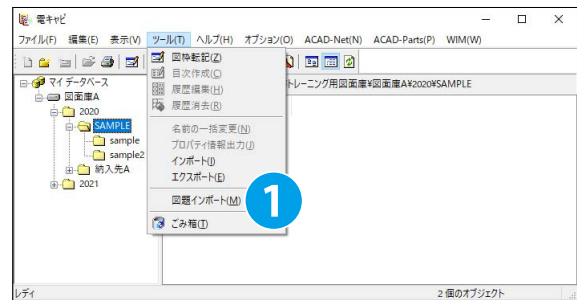 電キャビ
ファイル(F) 編集(E) 表示(V) ツール(T) ヘルプ(H) オプション(O) ACAD-Net(N) ACAD-Parts(P) WIM(W)
図枠転記(Z)
目次作成(C)
履歴編集(H)
履歴消去(R)
名前の一括変更(N)
プロパティ情報出力(J)
インポート(I)
エクスポート(E)
図題インポート(M)
ごみ箱(T)
1
トレーニング用図面庫¥図面庫A¥2020¥SAMPLE
マイ データベース
図面庫A
2020
SAMPLE
sample
sample2
納入先A
2021
レディ
2 個のオブジェクト